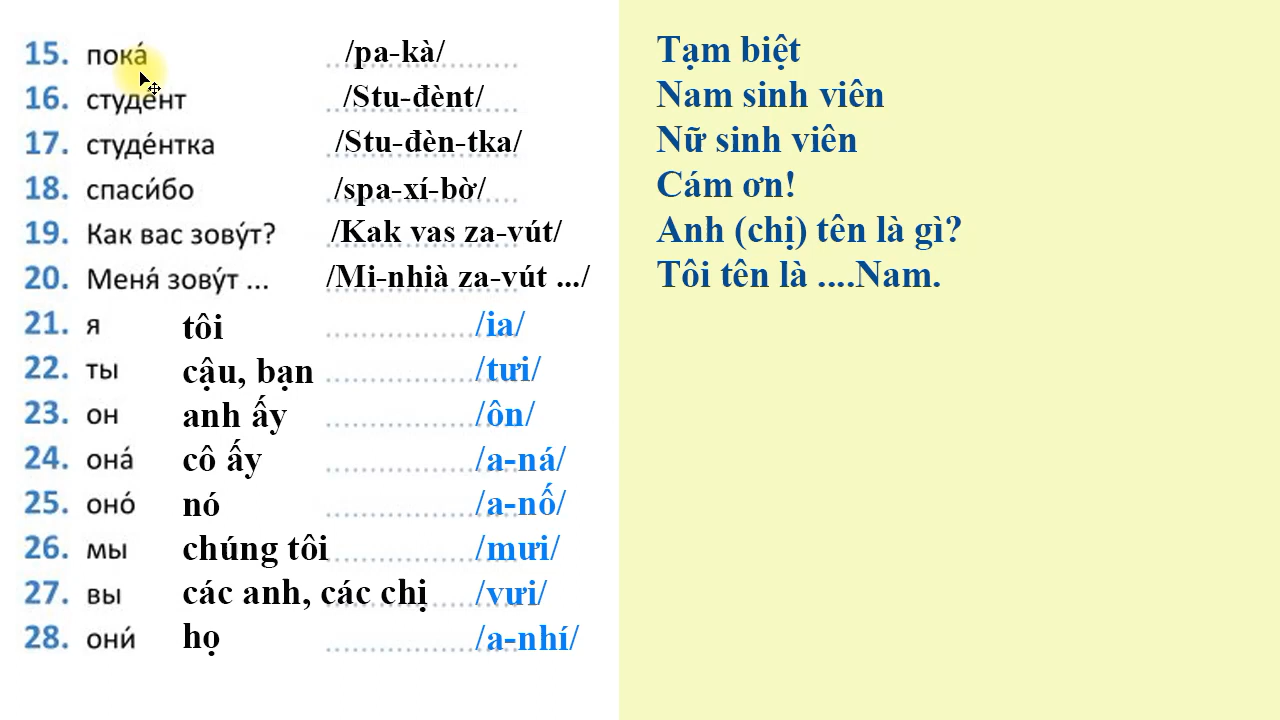 15. пока́ /pa-kà/ Tạm biệt
16. студе́нт /Stu-đènt/ Nam sinh viên
17. студе́нтка /Stu-đèn-tka/ Nữ sinh viên
18. спаси́бо /spa-xí-bờ/ Cám ơn!
19. Как вас зову́т? /Kak vas za-vút/ Anh (chị) tên là gì?
20. Меня́ зову́т ... /Mi-nhià za-vút .../ Tôi tên là ....Nam.
21. я tôi /ia/
22. ты cậu, bạn /tưi/
23. он anh ấy /ôn/
24. она́ cô ấy /a-ná/
25. оно́ nó /a-nố/
26. мы chúng tôi /mưi/
27. вы các anh, các chị /vưi/
28. они́ họ /a-nhí/